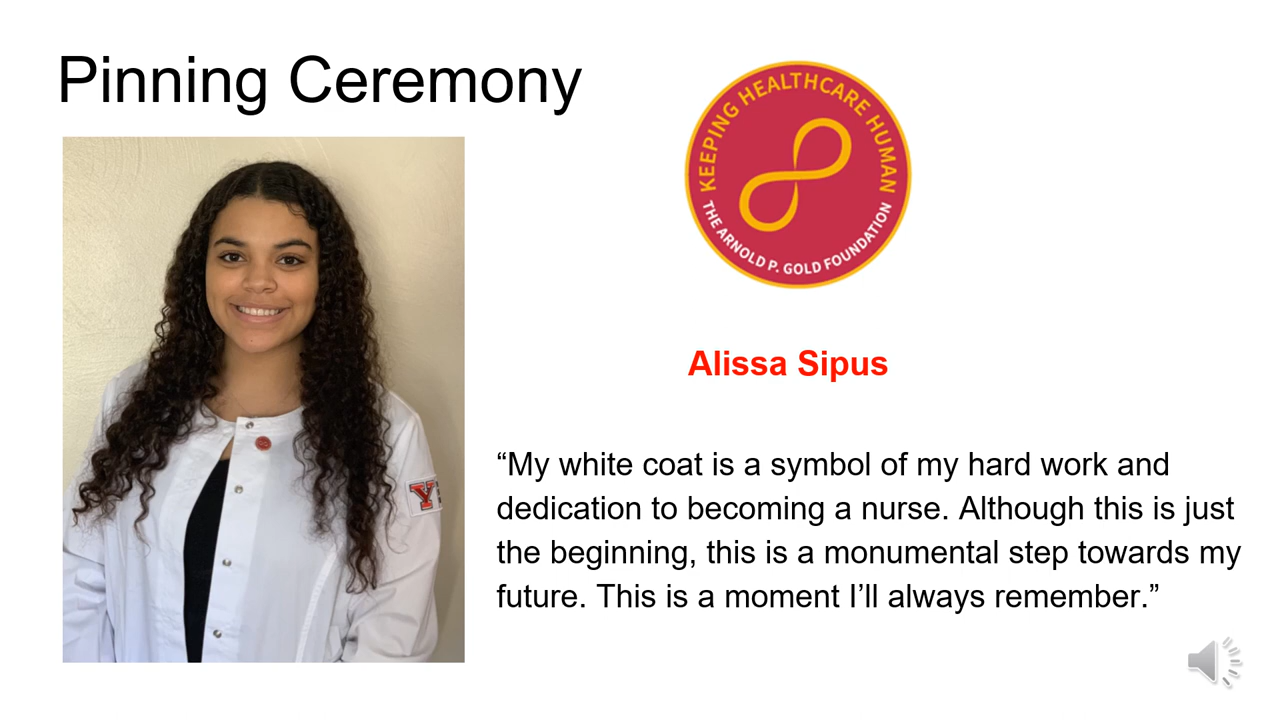 Pinning Ceremony
KEEPING HEALTHCARE HUMAN
THE ARNOLD P. GOLD FOUNDATION
Alissa Sipus
“My white coat is a symbol of my hard work and
dedication to becoming a nurse. Although this is just
the beginning, this is a monumental step towards my
future. This is a moment I’ll always remember.”
Y